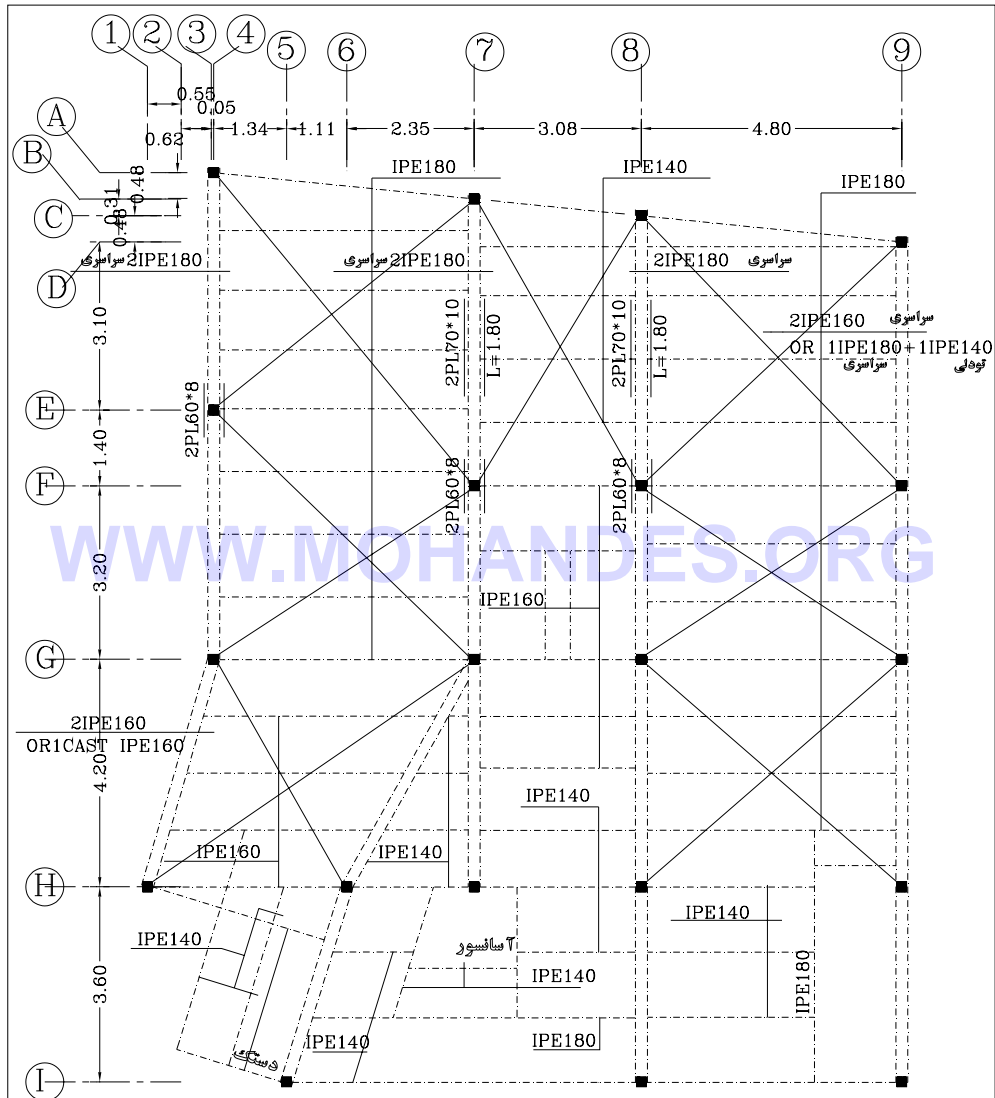 1 2 3 4 5 6 7 8 9
0.55
0.05
0.62
1.34 1.11 2.35 3.08 4.80
A
B
C
D
0.48
0.31
0.48
IPE180
IPE140
IPE180
سراسری 2IPE180
سراسری 2IPE180
2IPE180 سراسری
3.10
2PL70*10
L=1.80
2PL70*10
L=1.80
سراسری
2IPE160
OR 1IPE180+1IPE140
سراسری تودلی
E
2PL60*8
1.40
F
2PL60*8
2PL60*8
WWW.MOHANDES.ORG
3.20
IPE160
G
2IPE160
OR1CAST IPE160
4.20
IPE140
IPE160
IPE140
H
IPE140
IPE140
آسانسور
IPE140
IPE180
3.60
IPE140
IPE180
دستک
I